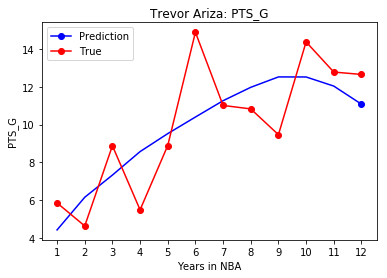 Trevor Ariza: PTS_G
Prediction
True
PTS_G
14
12
10
8
6
4
1 2 3 4 5 6 7 8 9 10 11 12
Years in NBA